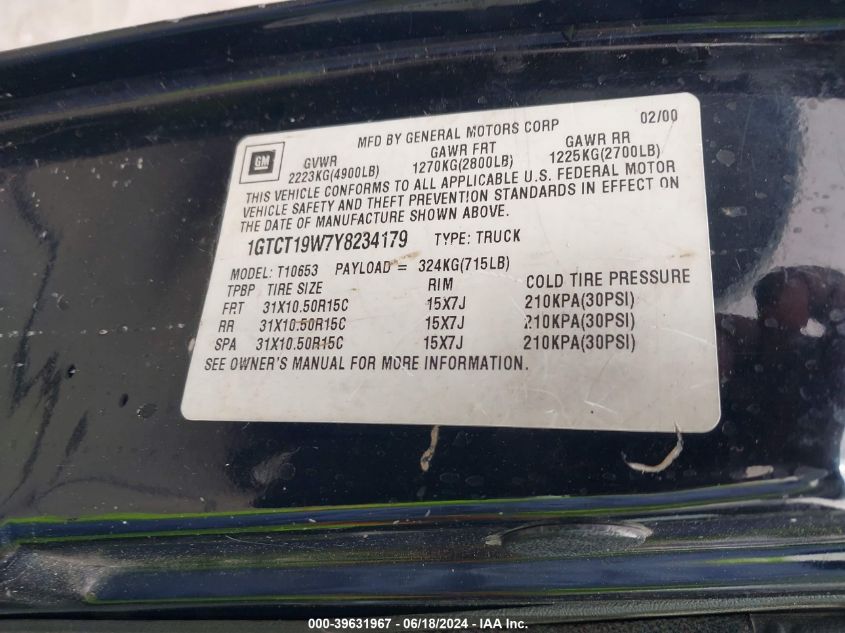 MFD BY GENERAL MOTORS CORP 02/00
GM
GVWR GAWR FRT GAWR RR
2223KG(4900LB) 1270KG(2800LB) 1225KG(2700LB)
THIS VEHICLE CONFORMS TO ALL APPLICABLE U.S. FEDERAL MOTOR
VEHICLE SAFETY AND THEFT PREVENTION STANDARDS IN EFFECT ON
THE DATE OF MANUFACTURE SHOWN ABOVE.
1GTCT19W7Y8234179 TYPE: TRUCK
MODEL: T10653 PAYLOAD = 324KG(715LB)
TPBP TIRE SIZE RIM COLD TIRE PRESSURE
FRT 31X10.50R15C 15X7J 210KPA(30PSI)
RR 31X10.50R15C 15X7J 210KPA(30PSI)
SPA 31X10.50R15C 15X7J 210KPA(30PSI)
SEE OWNER'S MANUAL FOR MORE INFORMATION.
000-39631967 - 06/18/2024 - IAA Inc.